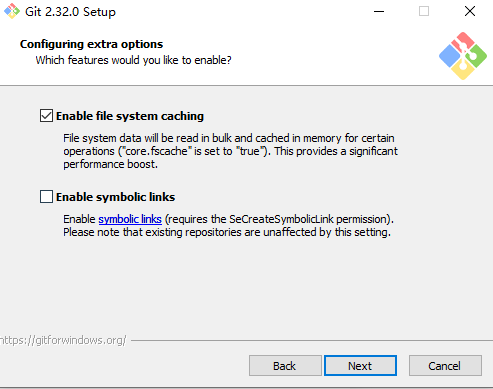 Git 2.32.0 Setup
Configuring extra options
Which features would you like to enable?
Enable file system caching
File system data will be read in bulk and cached in memory for certain
operations ("core.fscache" is set to "true"). This provides a significant
performance boost.
Enable symbolic links
Enable symbolic links (requires the SeCreateSymbolicLink permission).
Please note that existing repositories are unaffected by this setting.
https://gitforwindows.org/
Back Next Cancel